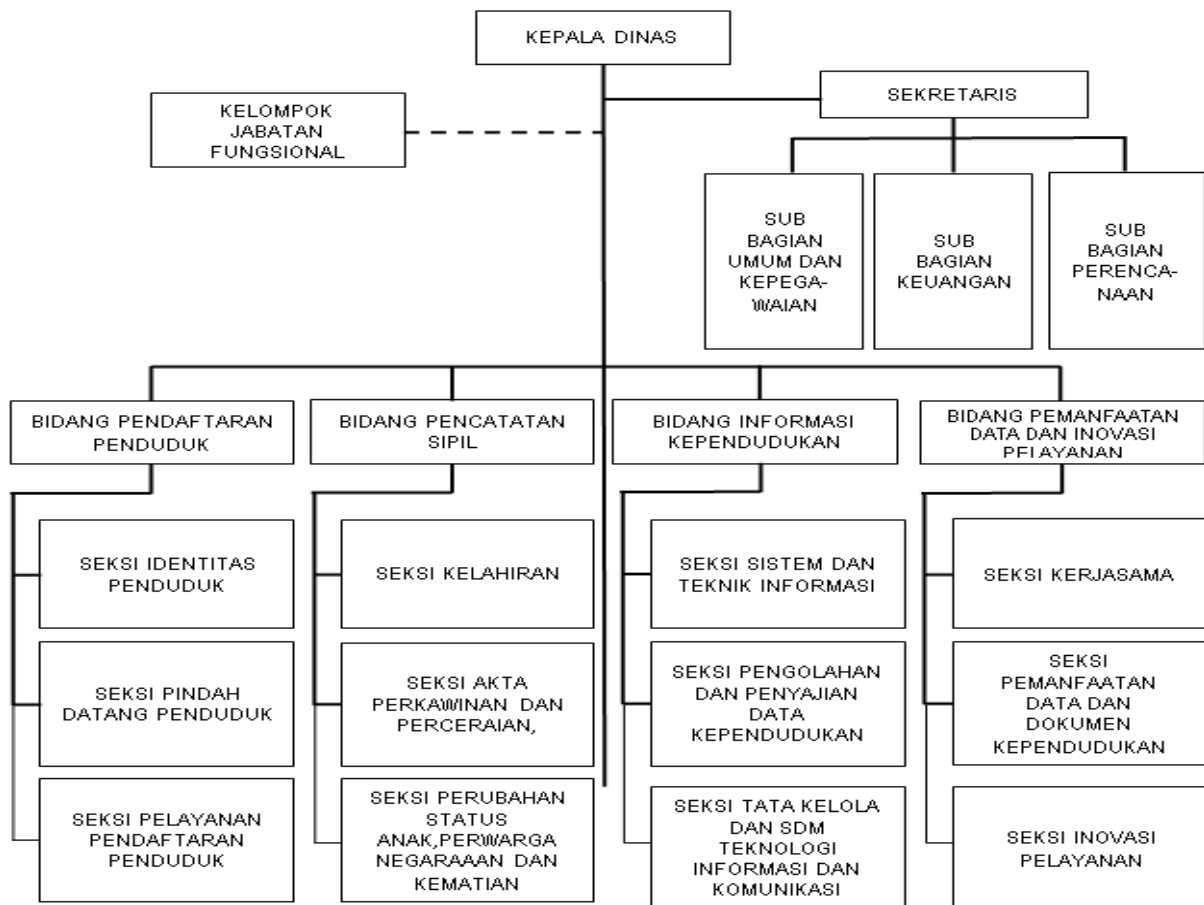 KEPALA DINAS
SEKRETARIS
KELOMPOK
JABATAN
FUNGSIONAL
SUB
BAGIAN
UMUM DAN
KEPEGA-
WAIAN
SUB
BAGIAN
KEUANGAN
SUB
BAGIAN
PERENCA-
NAAN
BIDANG PENDAFTARAN
PENDUDUK
BIDANG PENCATATAN
SIPIL
BIDANG INFORMASI
KEPENDUDUKAN
BIDANG PEMANFAATAN
DATA DAN INOVASI
PELAYANAN
SEKSI IDENTITAS
PENDUDUK
SEKSI KELAHIRAN
SEKSI SISTEM DAN
TEKNIK INFORMASI
SEKSI KERJASAMA
SEKSI PINDAH
DATANG PENDUDUK
SEKSI AKTA
PERKAWINAN DAN
PERCERAIAN,
SEKSI PENGOLAHAN
DAN PENYAJIAN
DATA
KEPENDUDUKAN
SEKSI
PEMANFAATAN
DATA DAN
DOKUMEN
KEPENDUDUKAN
SEKSI PELAYANAN
PENDAFTARAN
PENDUDUK
SEKSI PERUBAHAN
STATUS
ANAK,PERWARGA
NEGARAAAN DAN
KEMATIAN
SEKSI TATA KELOLA
DAN SDM
TEKNOLOGI
INFORMASI DAN
KOMUNIKASI
SEKSI INOVASI
PELAYANAN